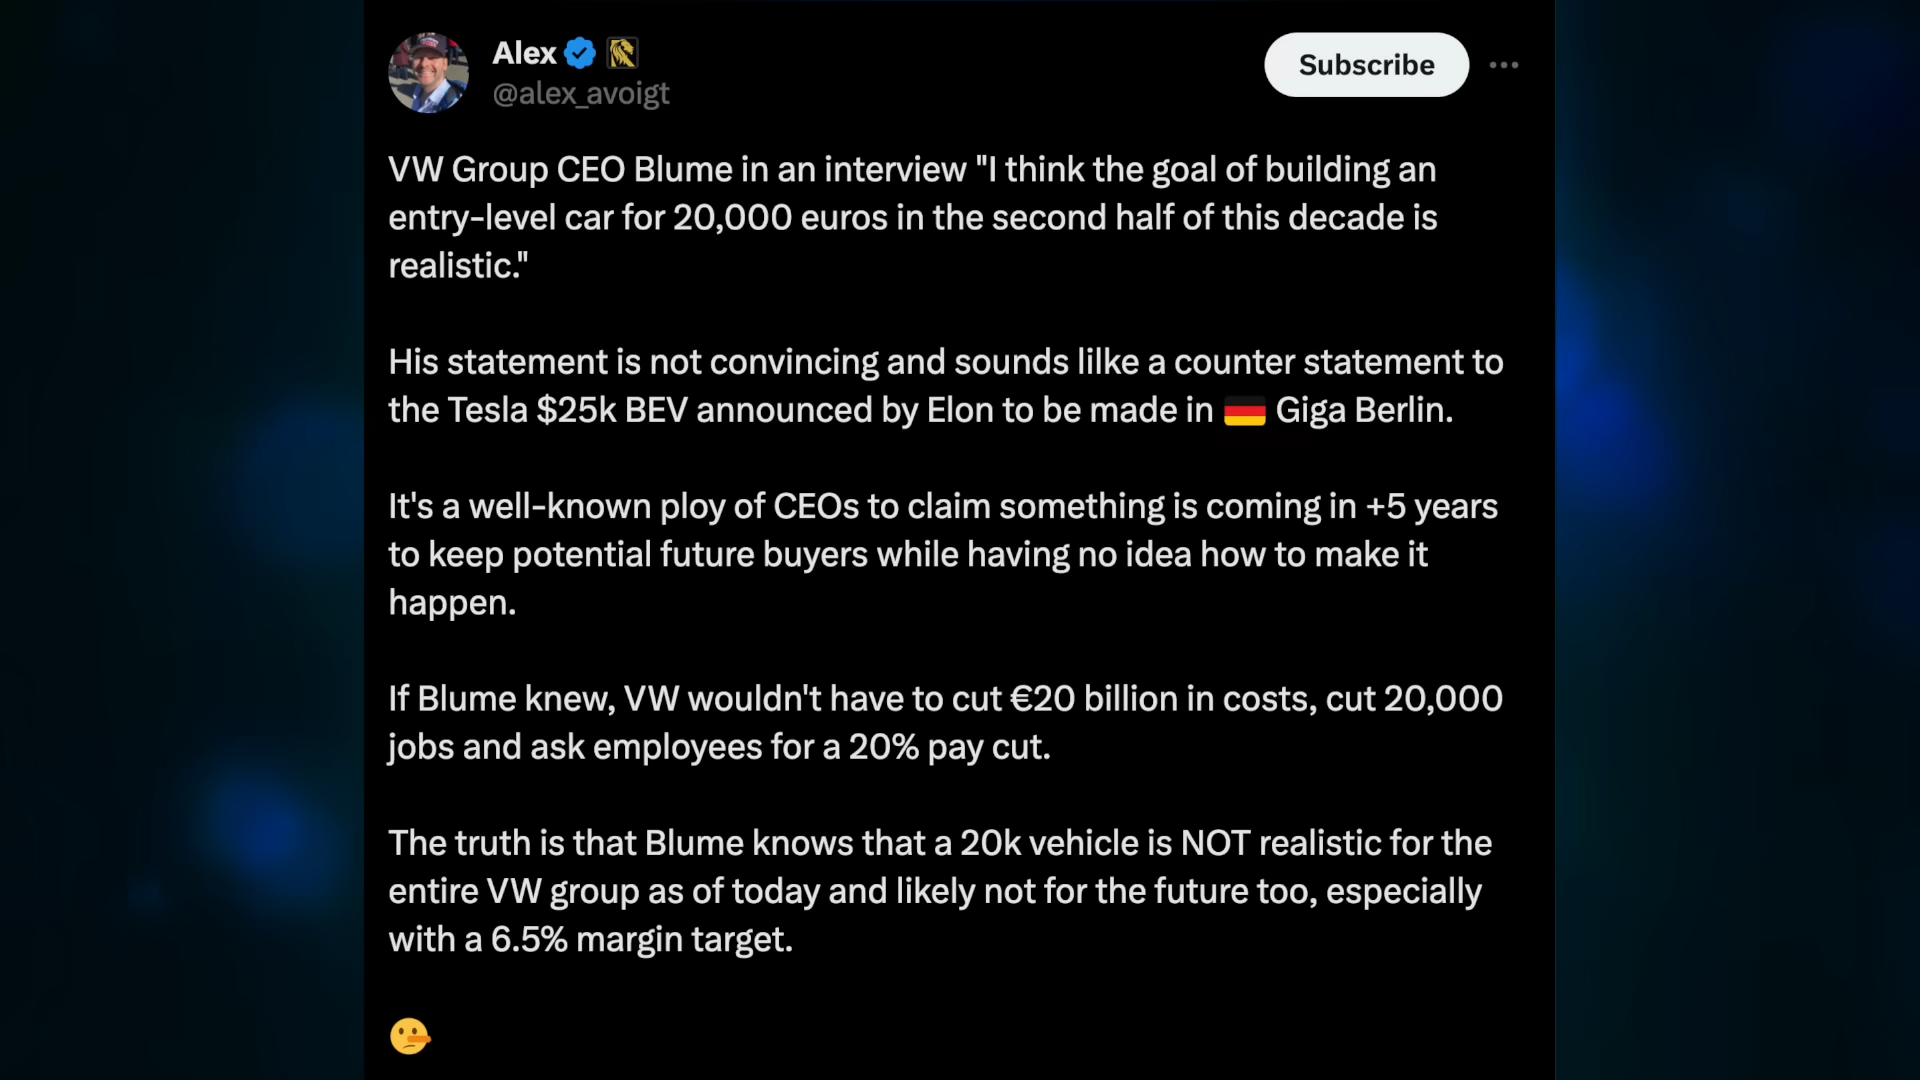 Alex
@alex_avoigt
Subscribe
VW Group CEO Blume in an interview "I think the goal of building an
entry-level car for 20,000 euros in the second half of this decade is
realistic."
His statement is not convincing and sounds lilke a counter statement to
the Tesla $25k BEV announced by Elon to be made in 🇩🇪 Giga Berlin.
It's a well-known ploy of CEOs to claim something is coming in +5 years
to keep potential future buyers while having no idea how to make it
happen.
If Blume knew, VW wouldn't have to cut €20 billion in costs, cut 20,000
jobs and ask employees for a 20% pay cut.
The truth is that Blume knows that a 20k vehicle is NOT realistic for the
entire VW group as of today and likely not for the future too, especially
with a 6.5% margin target.
🤥